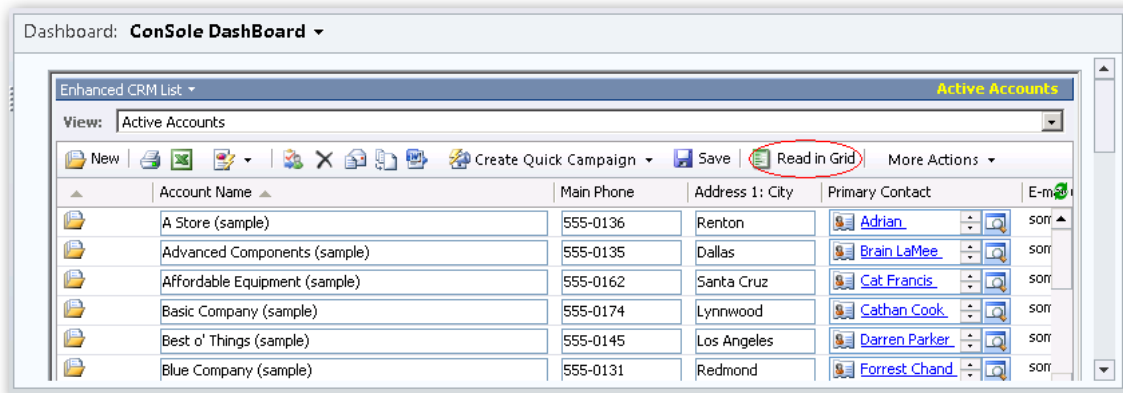 Dashboard: ConSole DashBoard
Enhanced CRM List Active Accounts
View: Active Accounts
New Create Quick Campaign Save Read in Grid More Actions
Account Name Main Phone Address 1: City Primary Contact
A Store (sample) 555-0136 Renton Adrian
Advanced Components (sample) 555-0135 Dallas Brain LaMee
Affordable Equipment (sample) 555-0162 Santa Cruz Cat Francis
Basic Company (sample) 555-0174 Lynnwood Cathan Cook
Best o' Things (sample) 555-0145 Los Angeles Darren Parker
Blue Company (sample) 555-0131 Redmond Forrest Chand